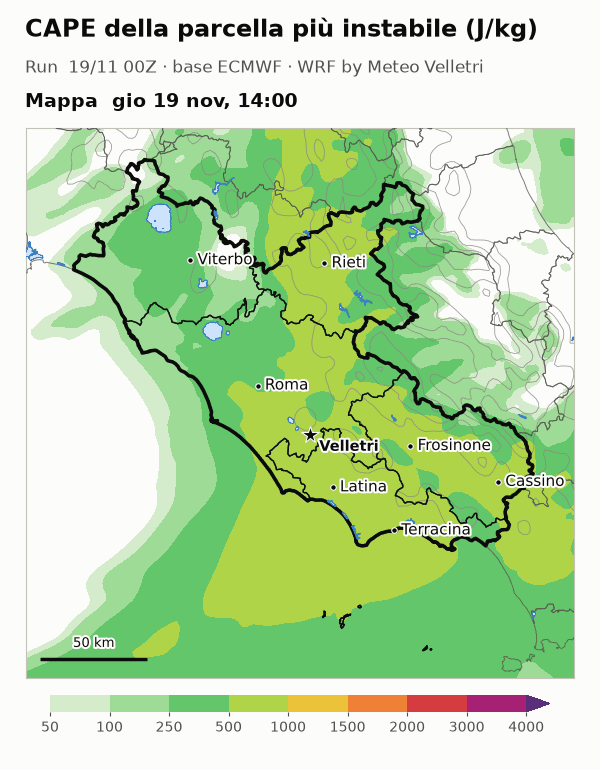 CAPE della parcella più instabile (J/kg)
Run 19/11 00Z · base ECMWF · WRF by Meteo Velletri
Mappa gio 19 nov, 14:00
Viterbo
Rieti
Roma
Velletri
Frosinone
Latina
Cassino
Terracina
50 km
50 100 250 500 1000 1500 2000 3000 4000